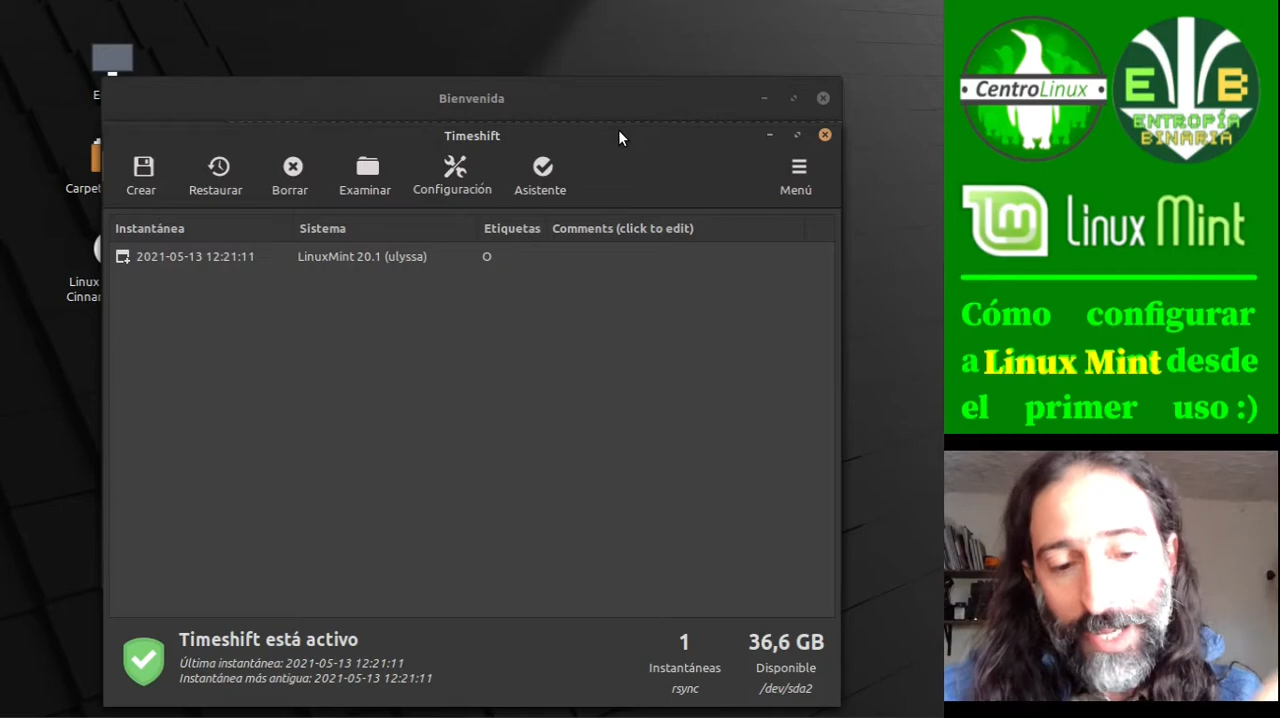 E
Carpet
Linux
Cinna
Bienvenida
Timeshift
Crear
Restaurar
Borrar
Examinar
Configuración
Asistente
Menú
Instantánea
Sistema
Etiquetas
Comments (click to edit)
2021-05-13 12:21:11
LinuxMint 20.1 (ulyssa)
O
Timeshift está activo
Última instantánea: 2021-05-13 12:21:11
Instantánea más antigua: 2021-05-13 12:21:11
1
Instantáneas
rsync
36,6 GB
Disponible
/dev/sda2
CentroLinux
E B
ENTROPÍA
BINARIA
Linux Mint
Cómo configurar
a Linux Mint desde
el primer uso :)